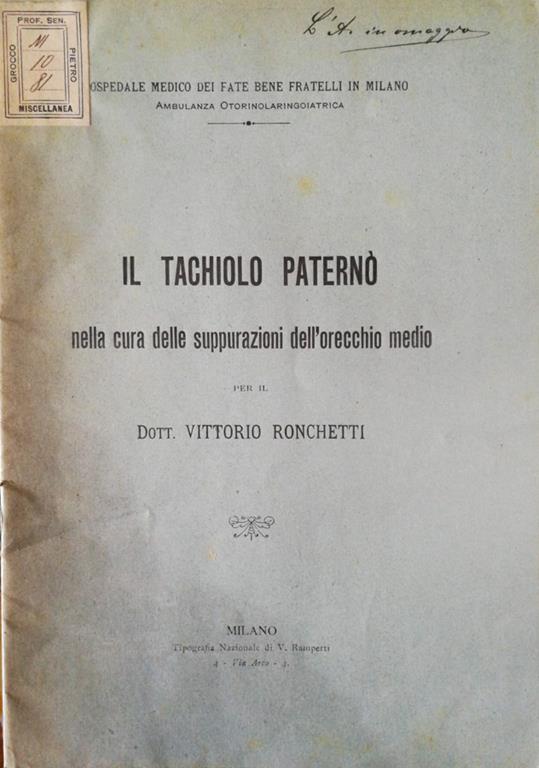 PROF. SEN.
GROCCO
PIETRO
10
81
MISCELLANEA
L'A. in omaggio
OSPEDALE MEDICO DEI FATE BENE FRATELLI IN MILANO
AMBULANZA OTORINOLARINGOIATRICA
IL TACHIOLO PATERNÒ
nella cura delle suppurazioni dell'orecchio medio
PER IL
DOTT. VITTORIO RONCHETTI
MILANO
Tipografia Nazionale di V. Ramperti
4 - Via Arco - 4.